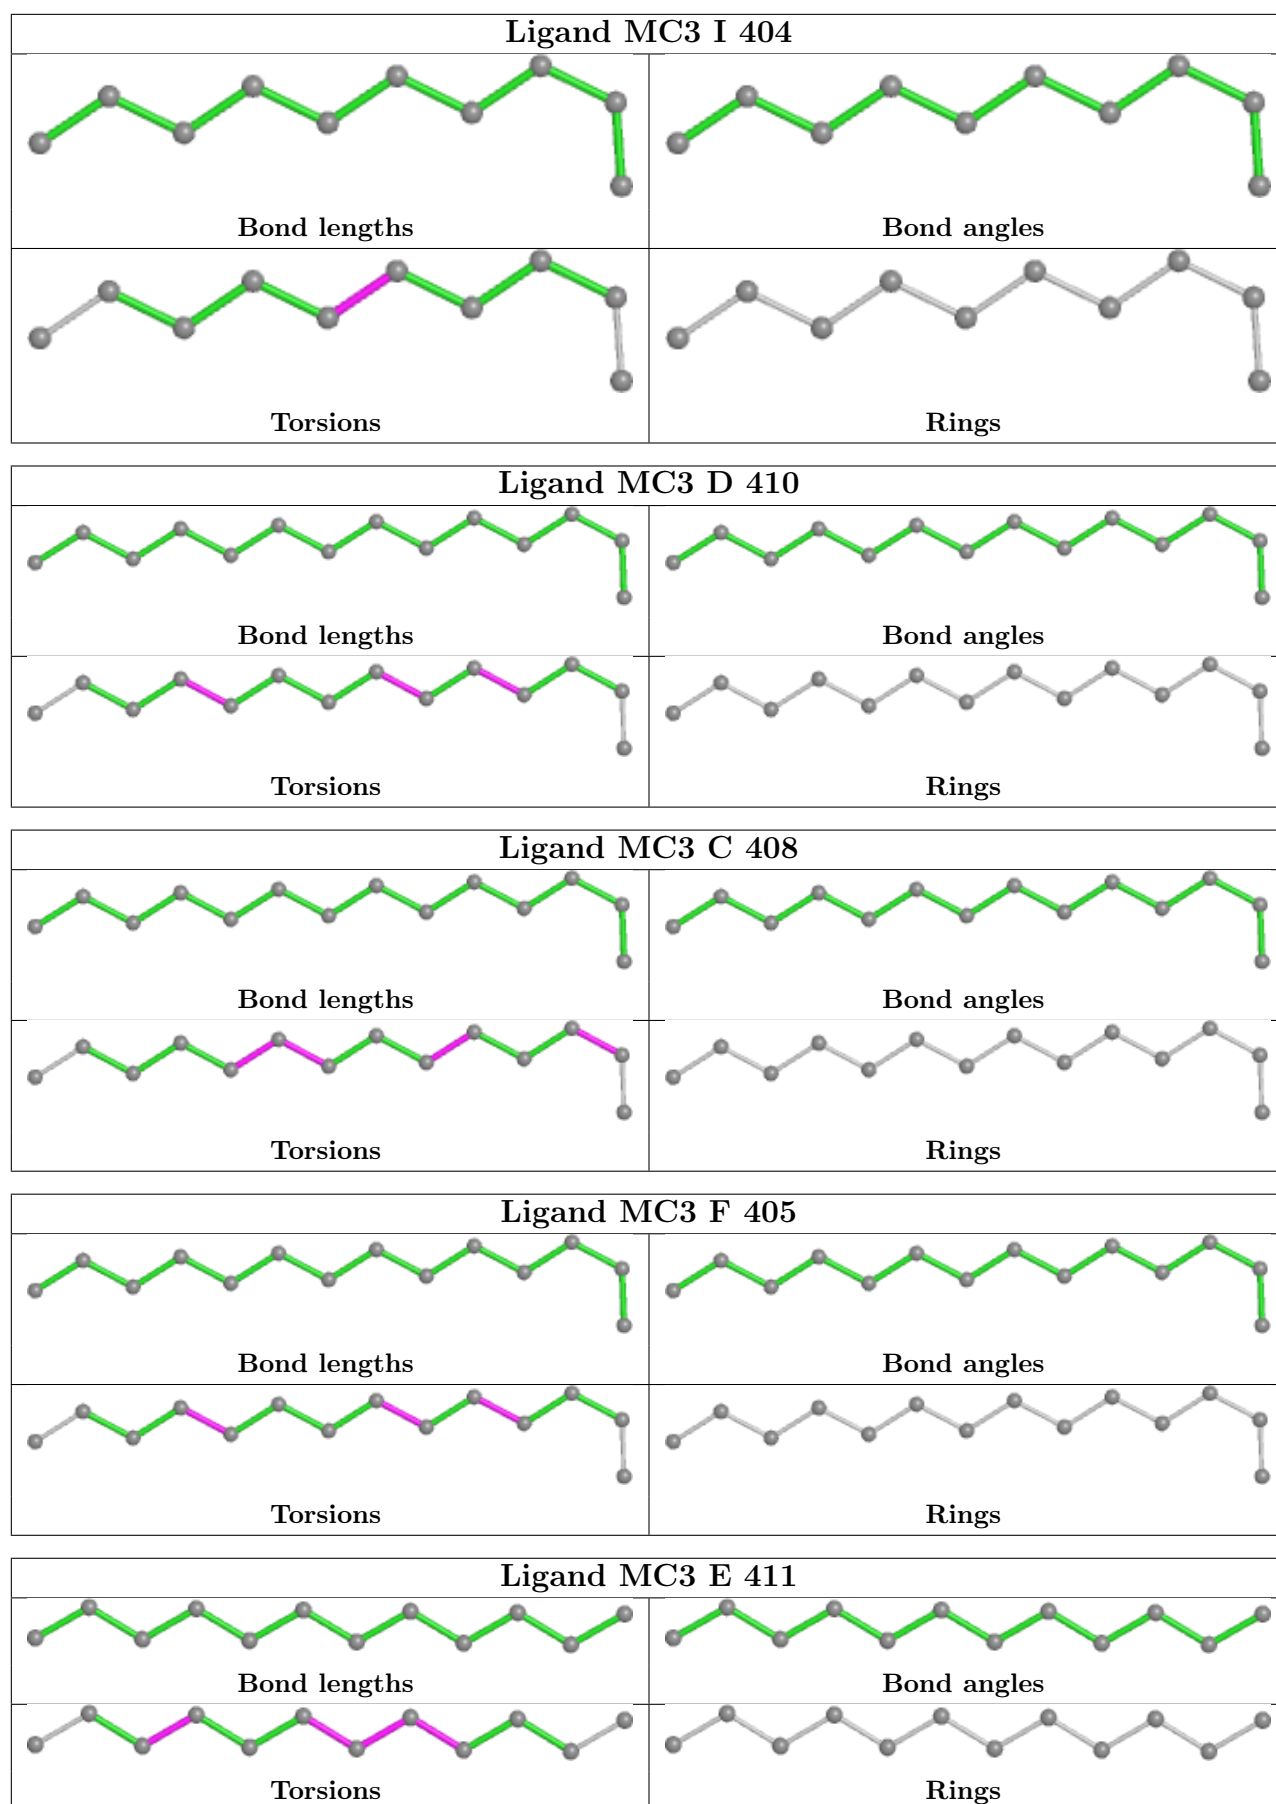 Ligand MC3 I 404
Bond lengths
Bond angles
Torsions
Rings
Ligand MC3 D 410
Bond lengths
Bond angles
Torsions
Rings
Ligand MC3 C 408
Bond lengths
Bond angles
Torsions
Rings
Ligand MC3 F 405
Bond lengths
Bond angles
Torsions
Rings
Ligand MC3 E 411
Bond lengths
Bond angles
Torsions
Rings